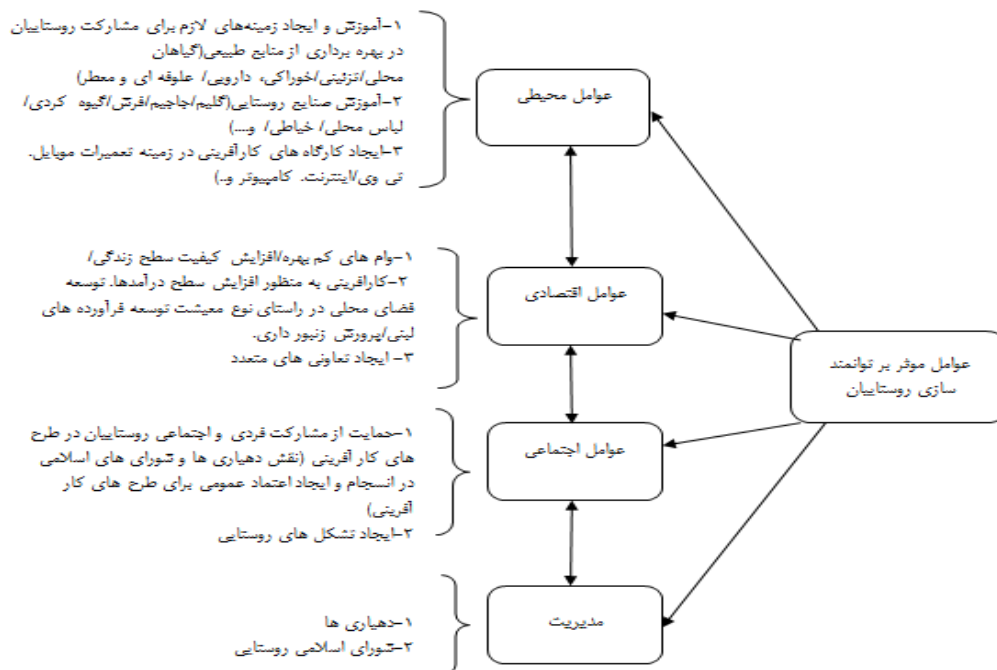 ۱-آموزش و ایجاد زمینه‌های لازم برای مشارکت روستاییان
در بهره برداری از منابع طبیعی(گیاهان
محلی/تزئینی/خوراکی، دارویی/ علوفه ای و معطر)
۲-آموزش صنایع روستایی(گلیم/جاجیم/فرش/گیوه کردی/
لباس محلی/ خیاطی/ و....)
۳-ایجاد کارگاه های کارآفرینی در زمینه تعمیرات موبایل.
تی وی/اینترنت. کامپیوتر و..)
عوامل محیطی
۱-وام های کم بهره/افزایش کیفیت سطح زندگی/
۲-کارافرینی به منظور افزایش سطح درآمدها. توسعه
فضای محلی در راستای نوع معیشت توسعه فرآورده های
لبنی/پرورش زنبور داری.
۳- ایجاد تعاونی های متعدد
عوامل اقتصادی
عوامل موثر بر توانمند
سازی روستاییان
۱-حمایت از مشارکت فردی و اجتماعی روستاییان در طرح
های کار آفرینی (نقش دهیاری ها و شورای های اسلامی
در انسجام و ایجاد اعتماد عمومی برای طرح های کار
آفرینی)
۲-ایجاد تشکل های روستایی
عوامل اجتماعی
۱-دهیاری ها
۲-شورای اسلامی روستایی
مدیریت